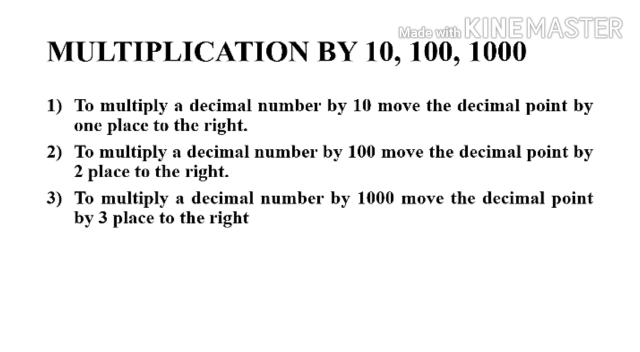 Made with KINEMASTER
MULTIPLICATION BY 10, 100, 1000
1) To multiply a decimal number by 10 move the decimal point by
one place to the right.
2) To multiply a decimal number by 100 move the decimal point by
2 place to the right.
3) To multiply a decimal number by 1000 move the decimal point
by 3 place to the right